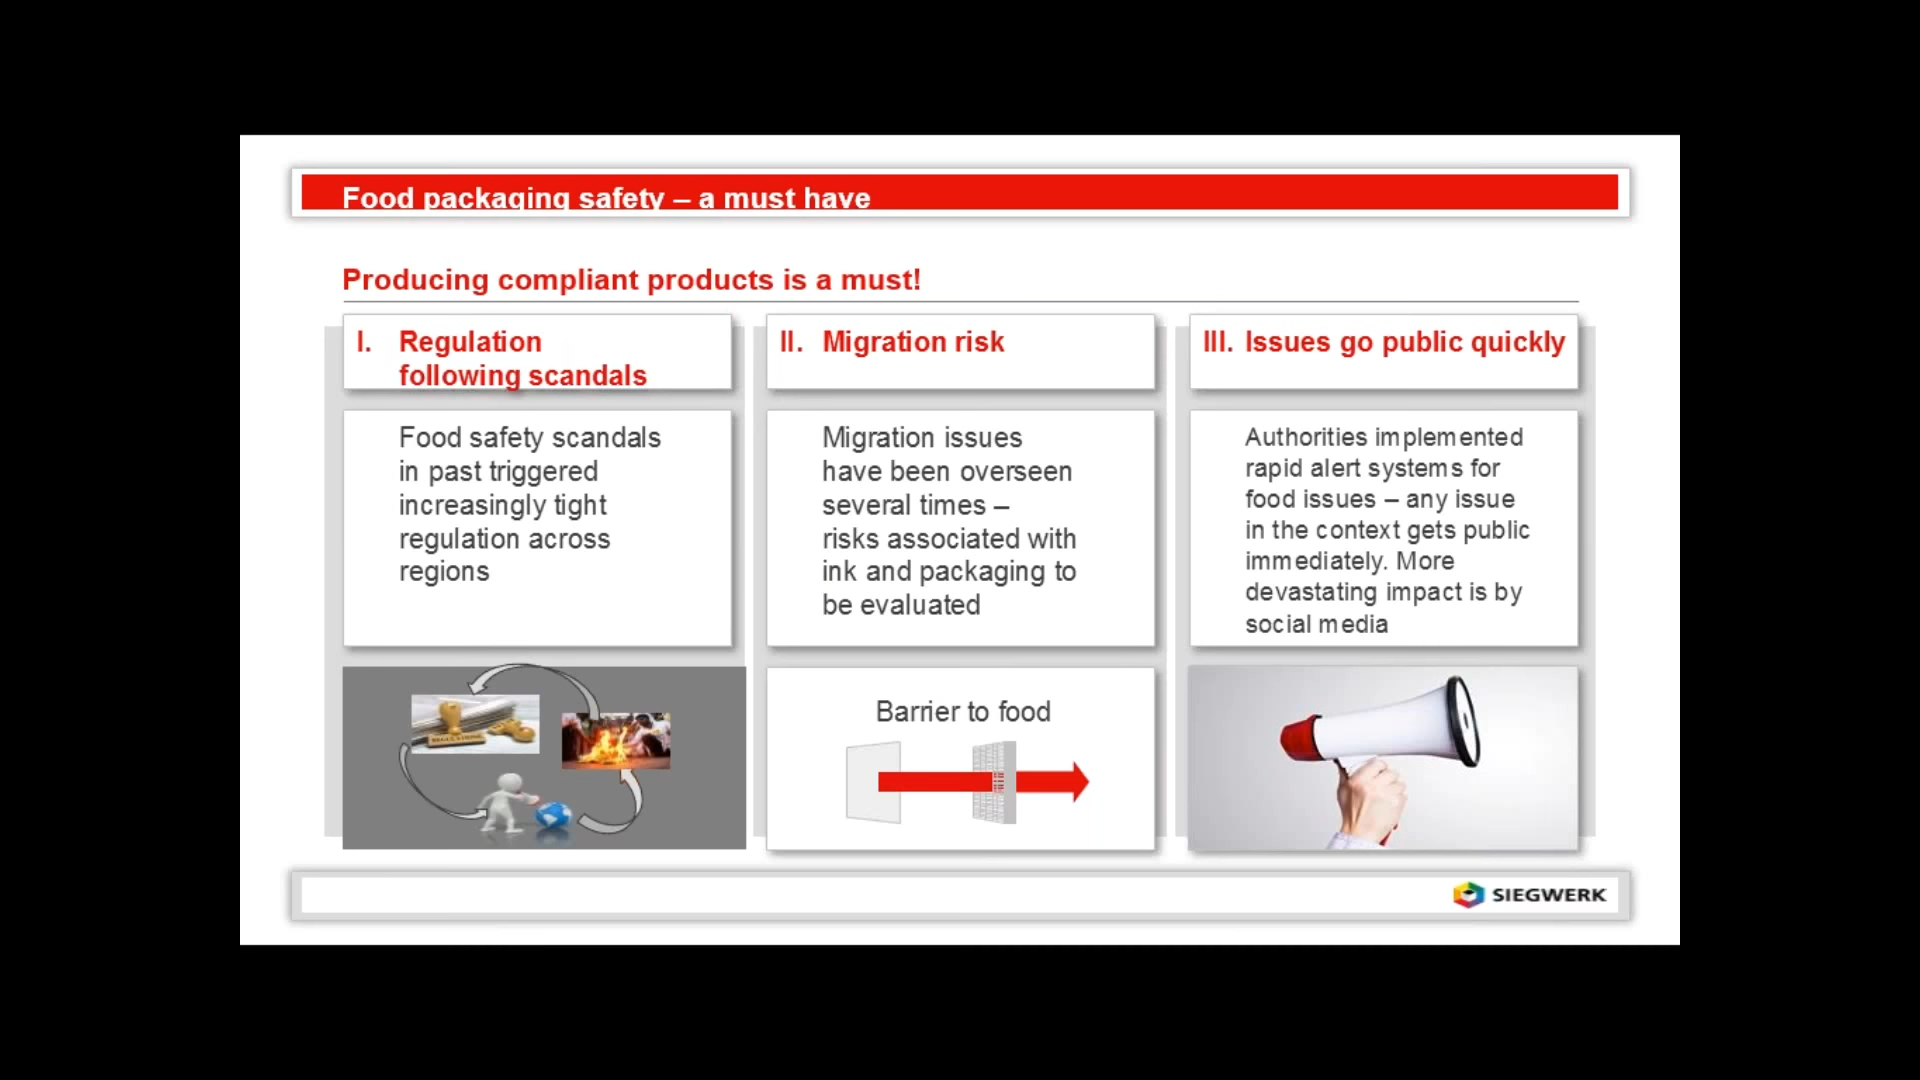 Food packaging safety – a must have
Producing compliant products is a must!
I. Regulation
following scandals
Food safety scandals
in past triggered
increasingly tight
regulation across
regions
II. Migration risk
Migration issues
have been overseen
several times –
risks associated with
ink and packaging to
be evaluated
Barrier to food
III. Issues go public quickly
Authorities implemented
rapid alert systems for
food issues – any issue
in the context gets public
immediately. More
devastating impact is by
social media
SIEGWERK